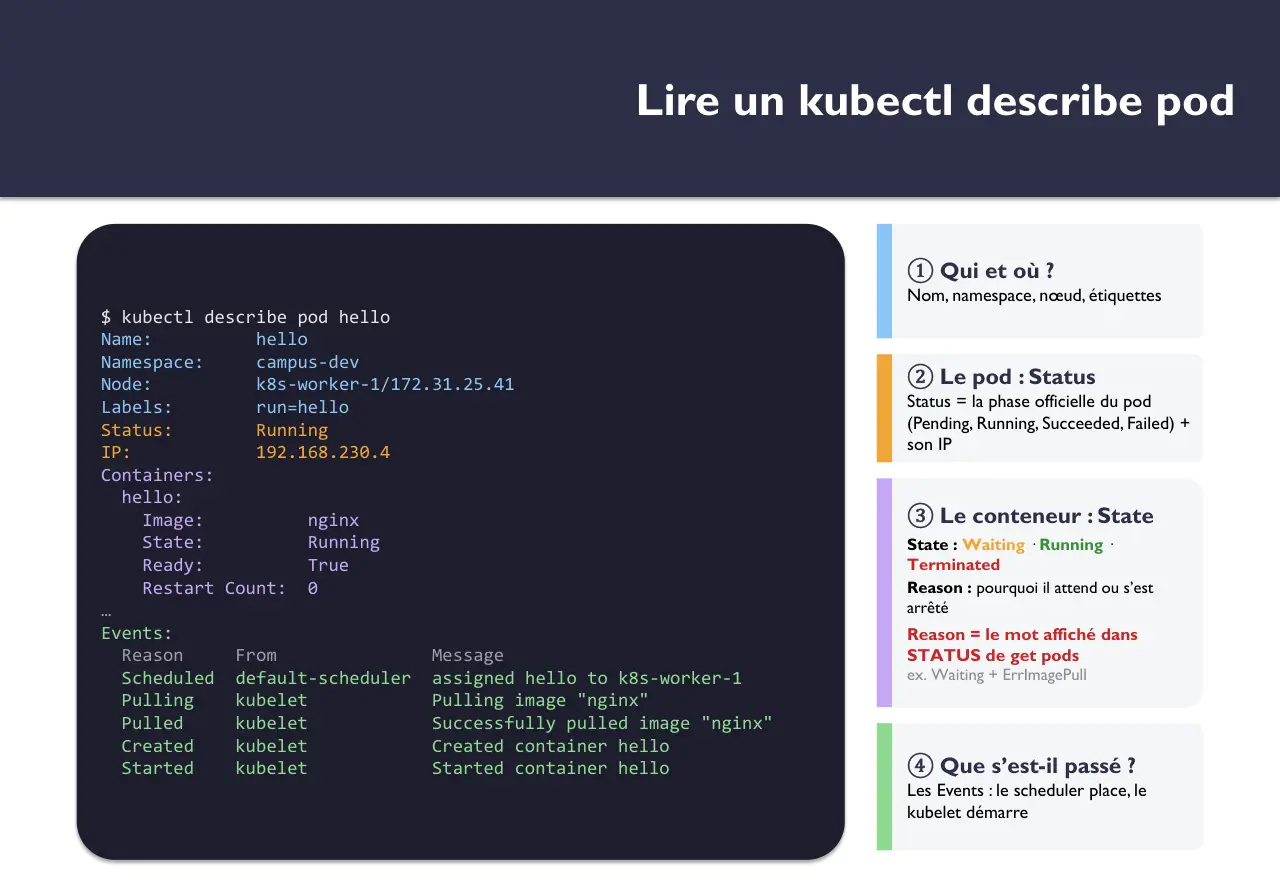 Lire un kubectl describe pod
$ kubectl describe pod hello
Name: hello
Namespace: campus-dev
Node: k8s-worker-1/172.31.25.41
Labels: run=hello
Status: Running
IP: 192.168.230.4
Containers:
hello:
Image: nginx
State: Running
Ready: True
Restart Count: 0
…
Events:
Reason From Message
Scheduled default-scheduler assigned hello to k8s-worker-1
Pulling kubelet Pulling image "nginx"
Pulled kubelet Successfully pulled image "nginx"
Created kubelet Created container hello
Started kubelet Started container hello
① Qui et où ?
Nom, namespace, nœud, étiquettes
② Le pod : Status
Status = la phase officielle du pod
(Pending, Running, Succeeded, Failed) +
son IP
③ Le conteneur : State
State : Waiting · Running ·
Terminated
Reason : pourquoi il attend ou s’est
arrêté
Reason = le mot affiché dans
STATUS de get pods
ex. Waiting + ErrImagePull
④ Que s’est-il passé ?
Les Events : le scheduler place, le
kubelet démarre